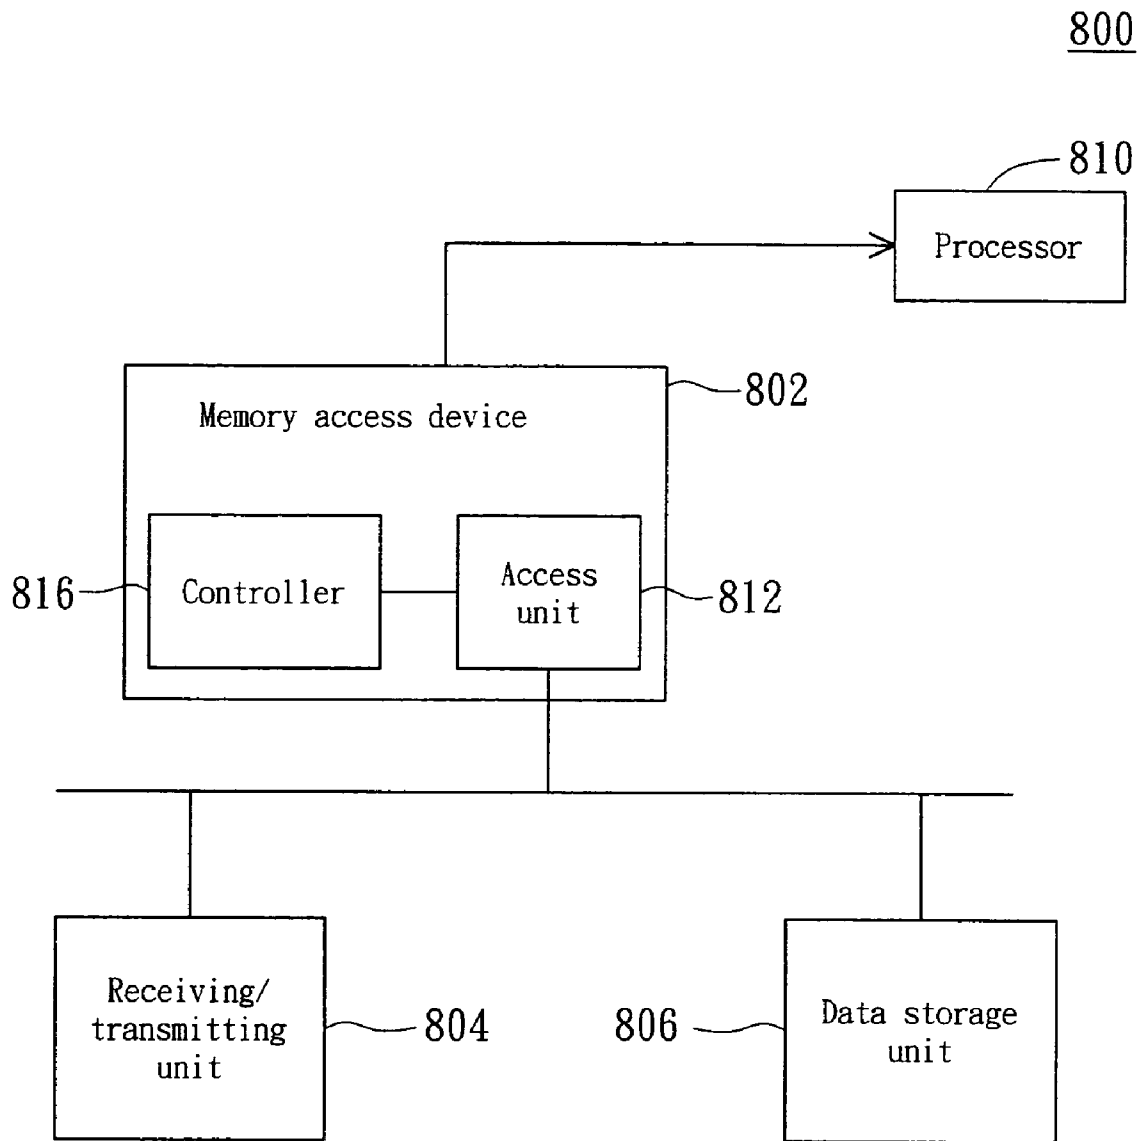 800
810
Processor
802
Memory access device
816
Controller
Access
unit
812
Receiving/
transmitting
unit
804
806
Data storage
unit